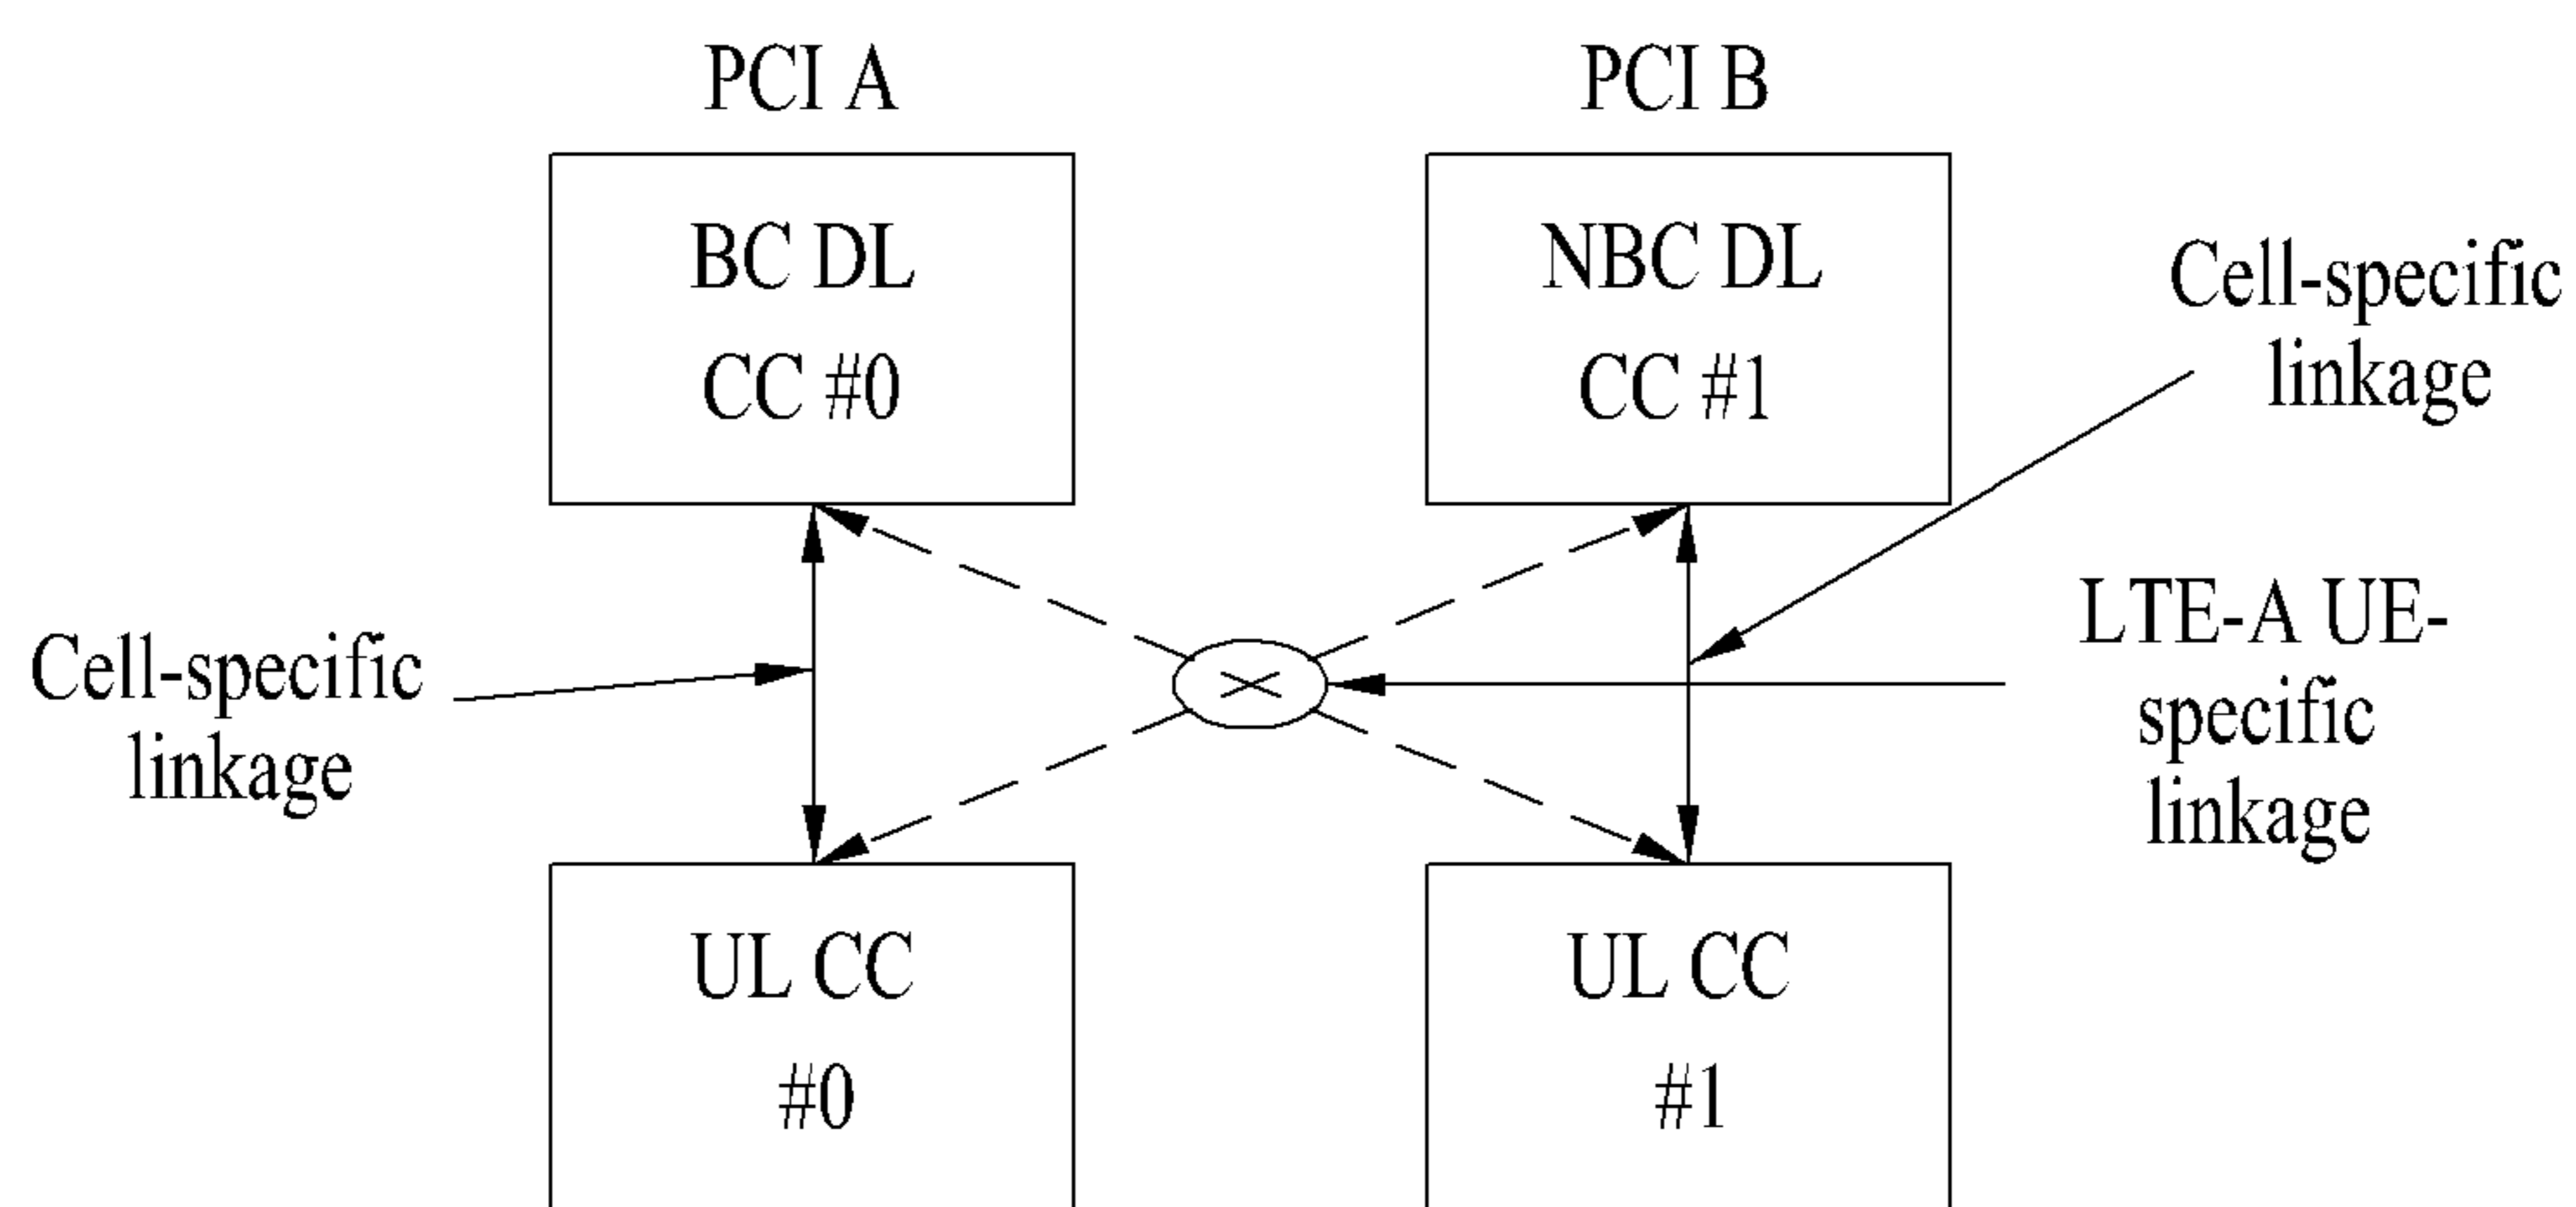 PCI A
PCI B
BC DL
CC #0
NBC DL
CC #1
Cell-specific
linkage
Cell-specific
linkage
LTE-A UE-
specific
linkage
UL CC
#0
UL CC
#1